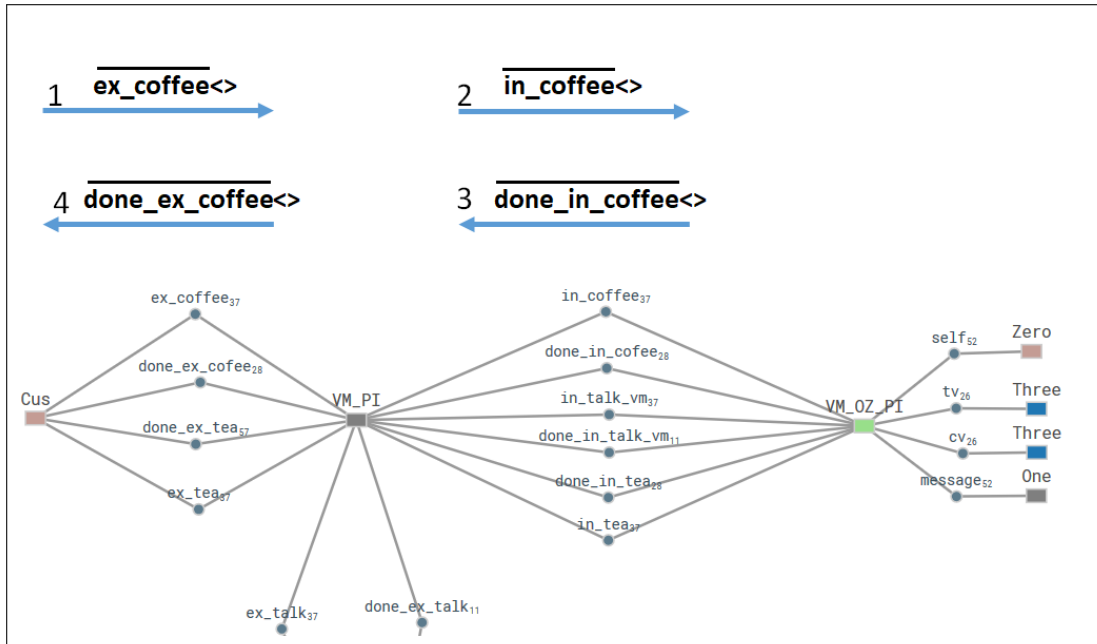 1 ex_coffee<>
2 in_coffee<>
4 done_ex_coffee<>
3 done_in_coffee<>
ex_coffee₃₇
in_coffee₃₇
done_ex_cofee₂₈
done_in_cofee₂₈
self₅₂
Zero
Cus
VM_PI
in_talk_vm₃₇
VM_OZ_PI
tv₂₆
Three
done_ex_tea₅₇
done_in_talk_vm₁₁
cv₂₆
Three
ex_tea₃₇
done_in_tea₂₈
message₅₂
One
in_tea₃₇
ex_talk₃₇
done_ex_talk₁₁